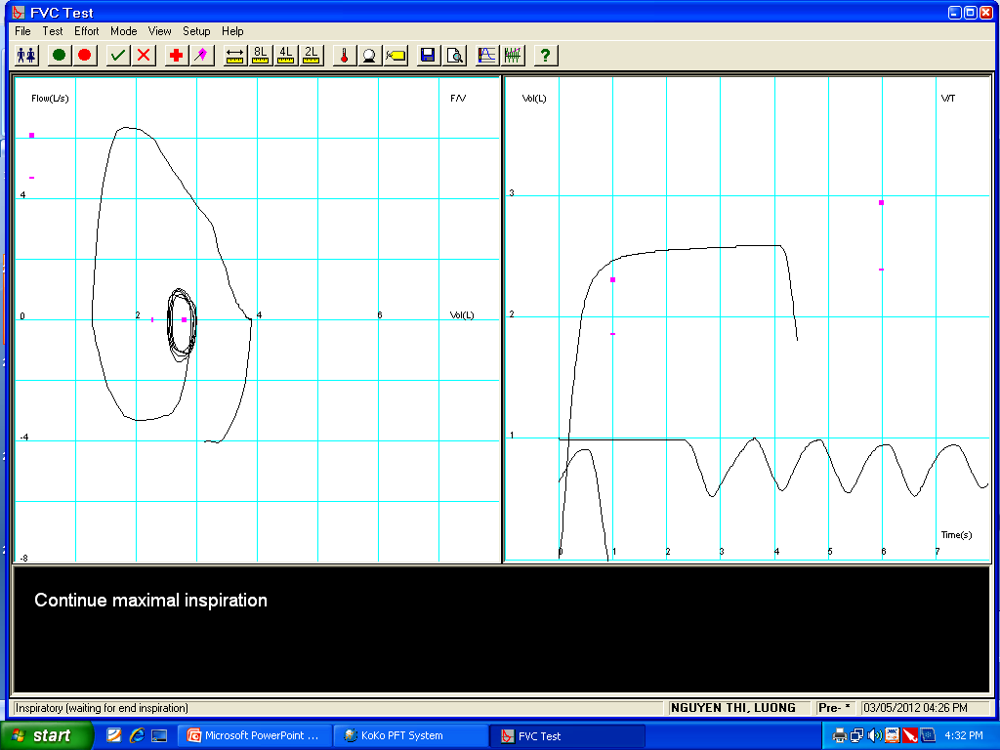 FVC Test
File Test Effort Mode View Setup Help
8L 4L 2L
?
Flow(L/s) F/V
4
0 2 4 6 Vol(L)
-4
-8
Vol(L) V/T
3
2
1
Time(s)
0 1 2 3 4 5 6 7
Continue maximal inspiration
Inspiratory (waiting for end inspiration) NGUYEN THI, LUONG Pre- * 03/05/2012 04:26 PM
start Microsoft PowerPoint ... KoKo PFT System FVC Test 4:32 PM